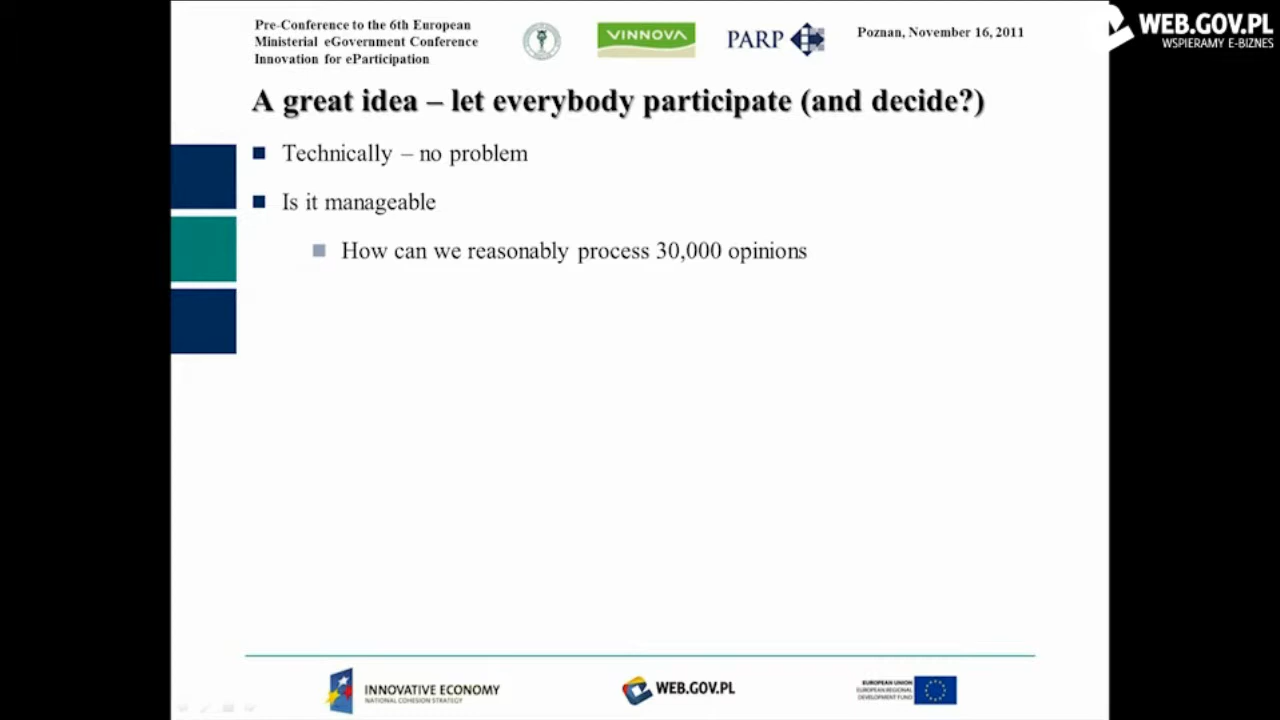 Pre-Conference to the 6th European
Ministerial eGovernment Conference
Innovation for eParticipation
VINNOVA
PARP
Poznan, November 16, 2011
WEB.GOV.PL
WSPIERAMY E-BIZNES
A great idea – let everybody participate (and decide?)
Technically – no problem
Is it manageable
How can we reasonably process 30,000 opinions
INNOVATIVE ECONOMY
NATIONAL COHESION STRATEGY
WEB.GOV.PL
EUROPEAN UNION
EUROPEAN REGIONAL
DEVELOPMENT FUND